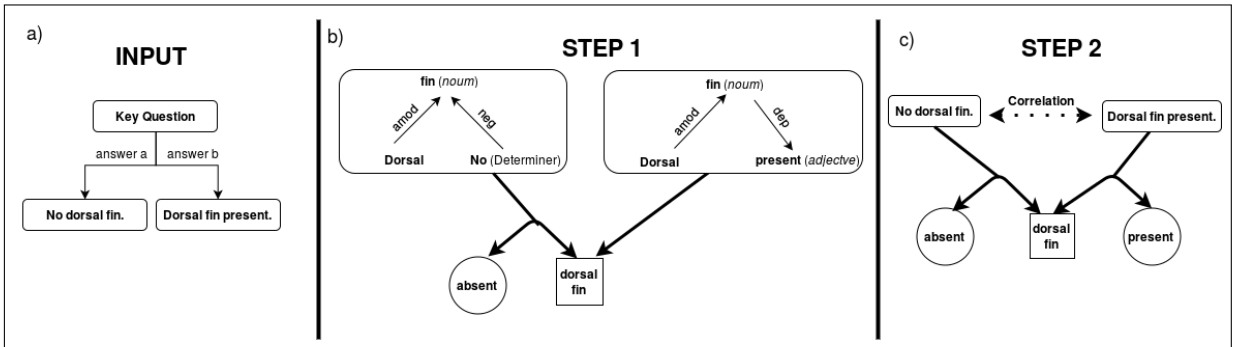 a)
INPUT
Key Question
answer a
answer b
No dorsal fin.
Dorsal fin present.
b)
STEP 1
fin (noum)
amod
neg
Dorsal
No (Determiner)
fin (noum)
amod
dep
Dorsal
present (adjectve)
absent
dorsal
fin
c)
STEP 2
No dorsal fin.
Correlation
Dorsal fin present.
absent
dorsal
fin
present